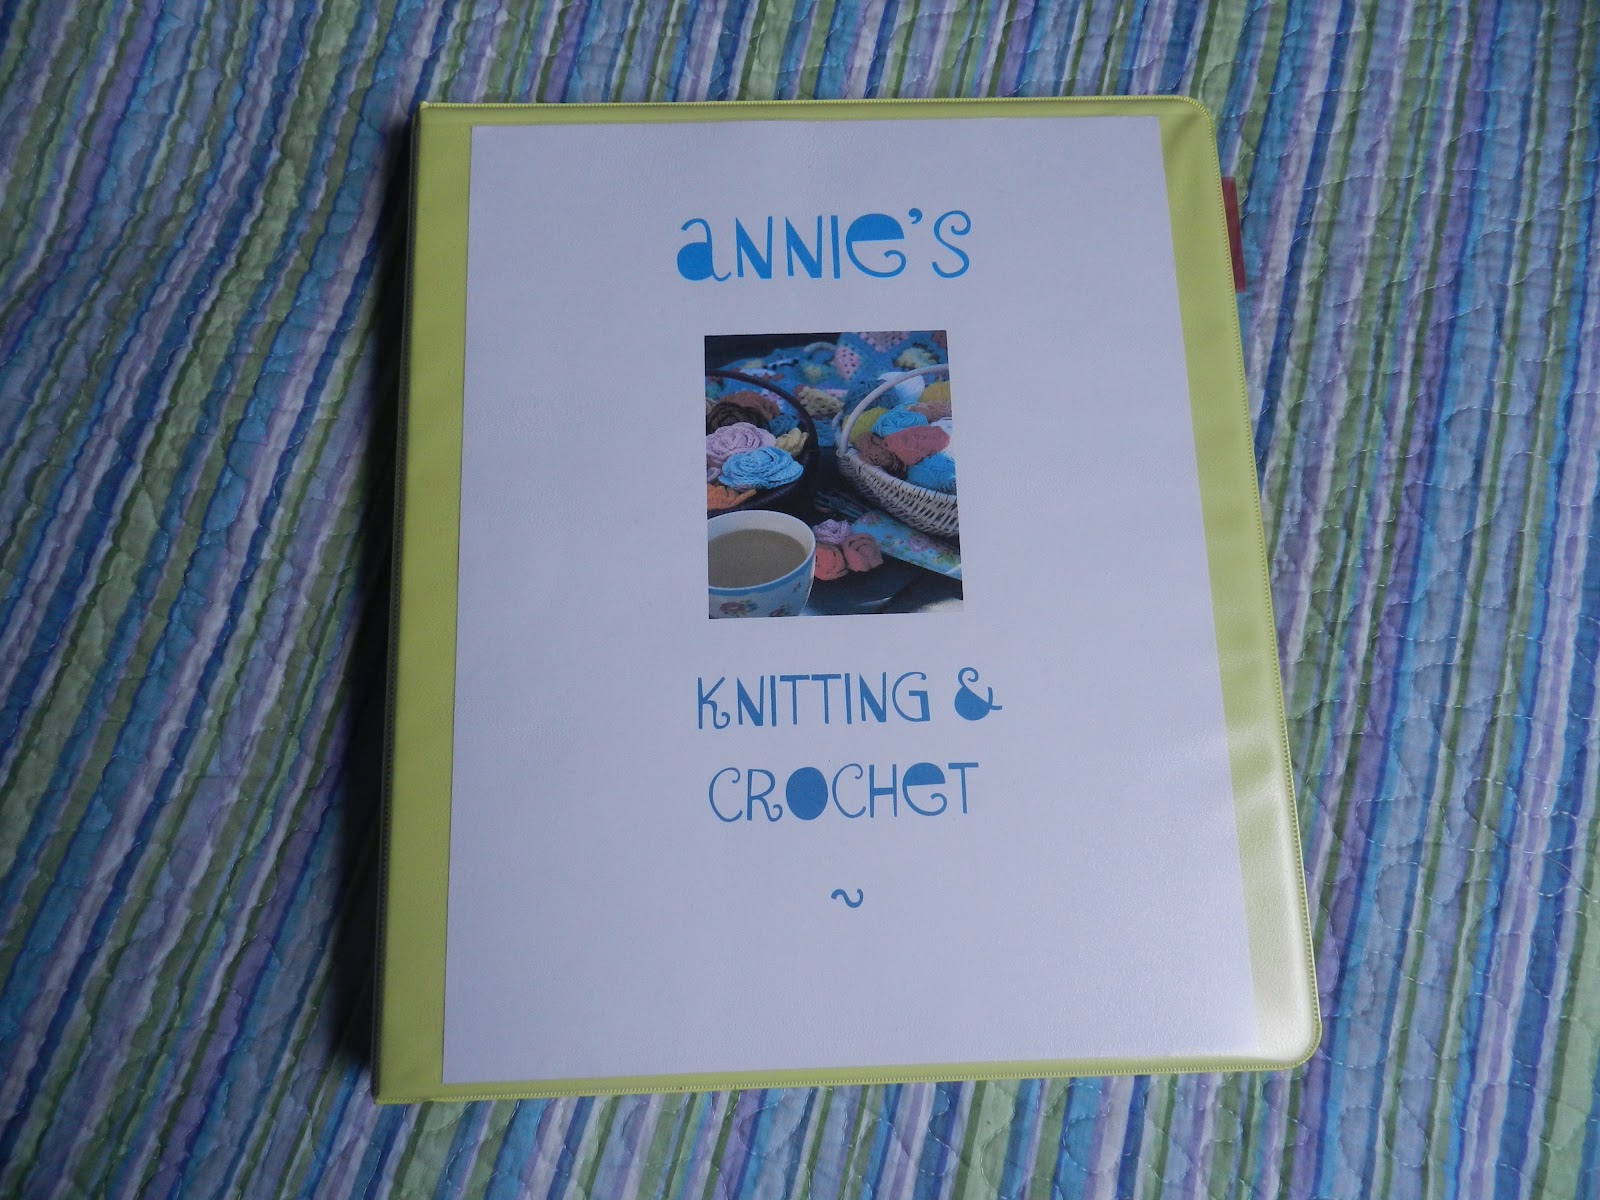 aNNIe's
KNITTING &
CROCHeT
~